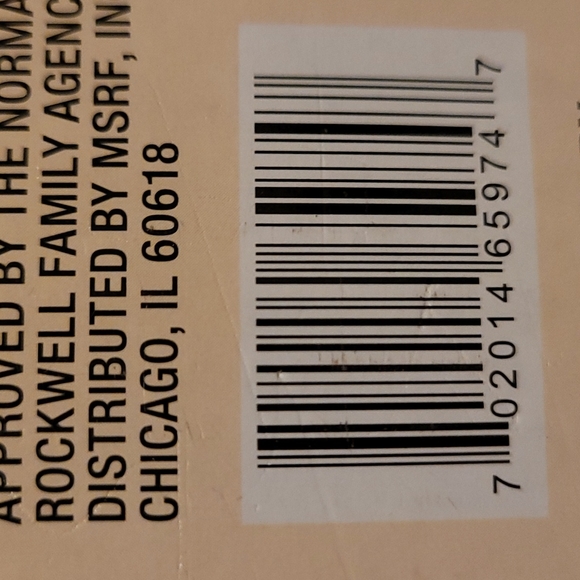 APPROVED BY THE NORMA
ROCKWELL FAMILY AGENC
DISTRIBUTED BY MSRF, IN
CHICAGO, IL 60618
7 02014 65974 7